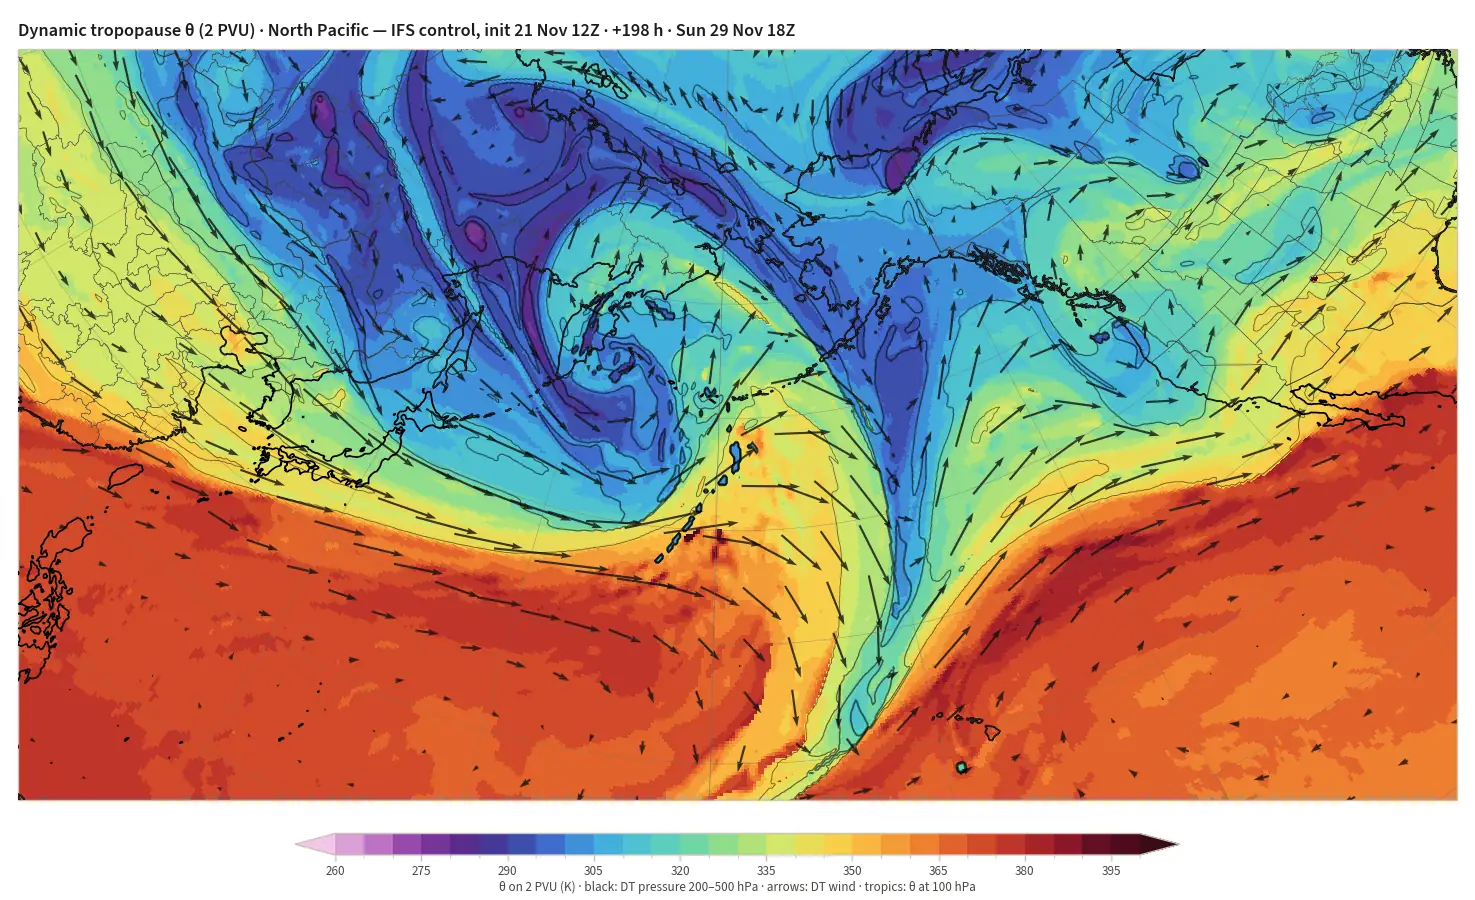 Dynamic tropopause θ (2 PVU) · North Pacific — IFS control, init 21 Nov 12Z · +198 h · Sun 29 Nov 18Z
260 275 290 305 320 335 350 365 380 395
θ on 2 PVU (K) · black: DT pressure 200–500 hPa · arrows: DT wind · tropics: θ at 100 hPa